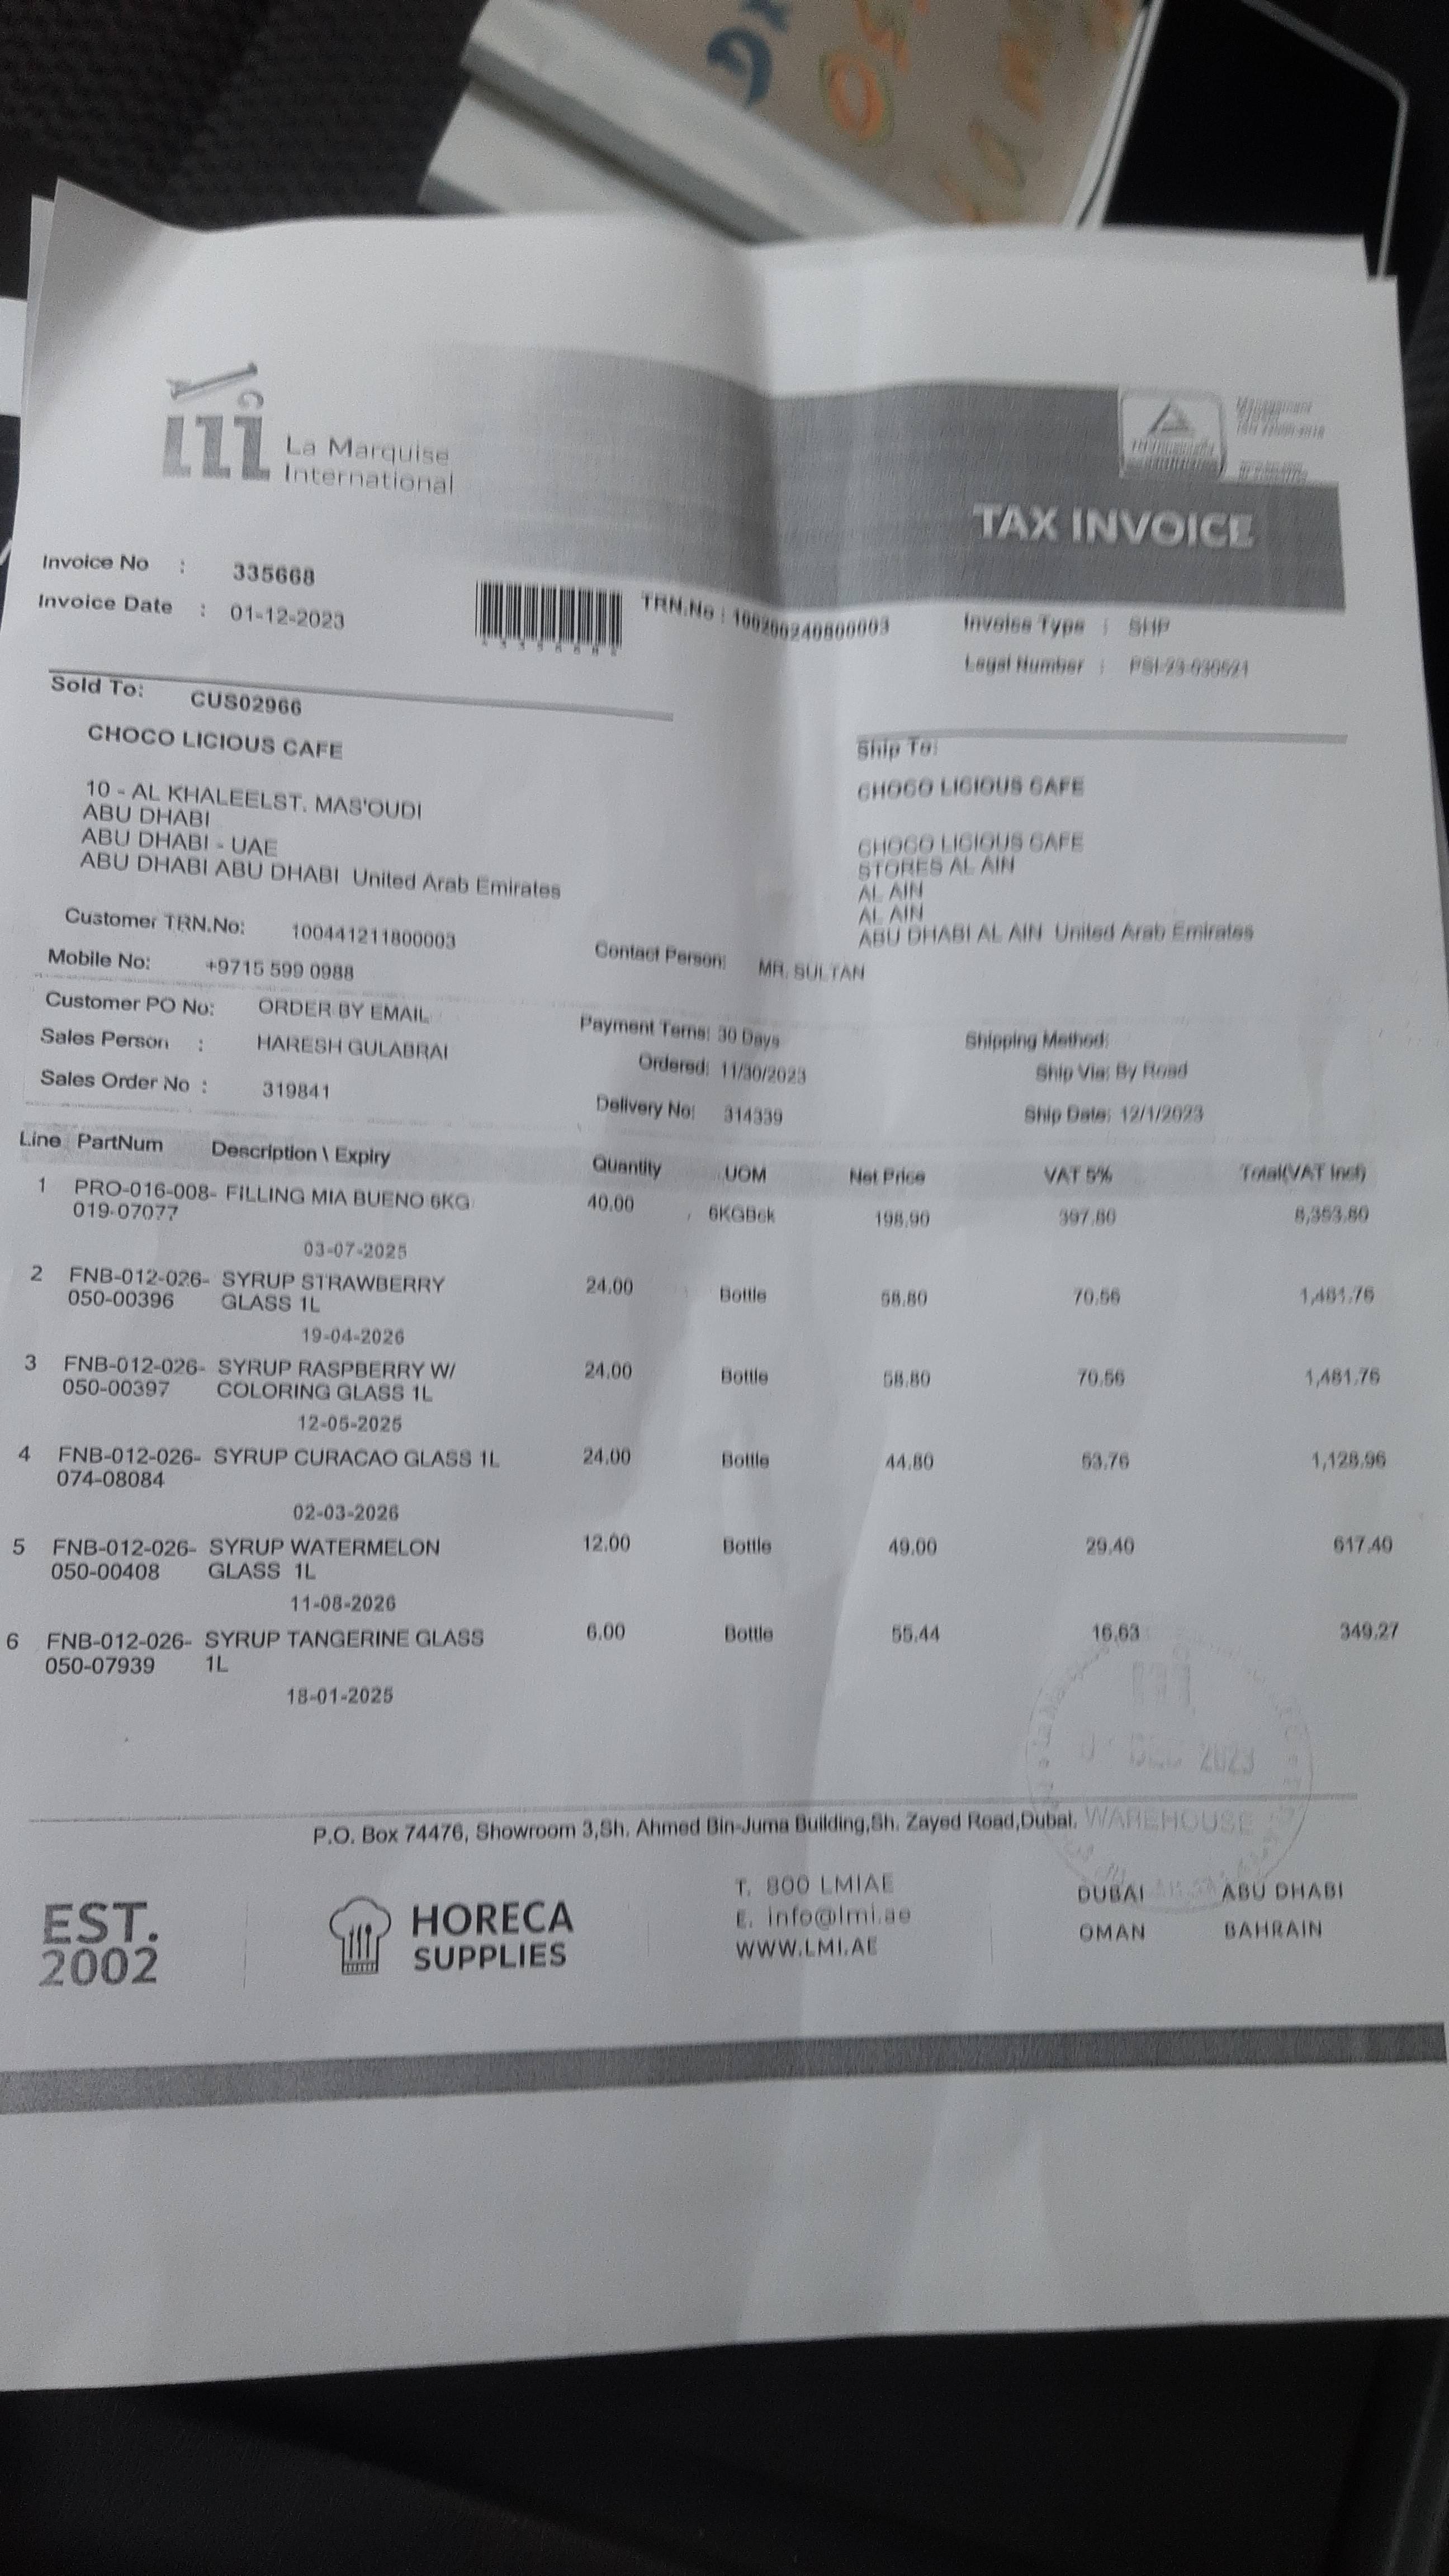 La Marquise
International
TAX INVOICE
Invoice No : 335668
Invoice Date : 01-12-2023
TRN.No : 100200240800003
Invoice Type : SHP
Legal Number :
Sold To: CUS02966
CHOCO LICIOUS CAFE
10 - AL KHALEELST. MAS'OUDI
ABU DHABI
ABU DHABI - UAE
ABU DHABI ABU DHABI United Arab Emirates
Customer TRN.No: 100441211800003
Mobile No: +9715 599 0988
Ship To:
CHOCO LICIOUS CAFE
CHOCO LICIOUS CAFE
STORES AL AIN
AL AIN
AL AIN
ABU DHABI AL AIN United Arab Emirates
Contact Person: MR. SULTAN
Customer PO No: ORDER BY EMAIL
Sales Person : HARESH GULABRAI
Sales Order No : 319841
Payment Terns: 30 Days
Ordered: 11/30/2023
Delivery No: 314339
Shipping Method:
Ship Via: By Road
Ship Date: 12/1/2023
Line PartNum Description \ Expiry Quantity UOM Net Price VAT 5% Total(VAT Incl)
1 PRO-016-008- FILLING MIA BUENO 6KG 40.00 6KGBck 198.90 397.80 8,353.80
019-07077
03-07-2025
2 FNB-012-026- SYRUP STRAWBERRY 24.00 Bottle 58.80 70.56 1,481.76
050-00396 GLASS 1L
19-04-2026
3 FNB-012-026- SYRUP RASPBERRY W/ 24.00 Bottle 58.80 70.56 1,481.76
050-00397 COLORING GLASS 1L
12-05-2025
4 FNB-012-026- SYRUP CURACAO GLASS 1L 24.00 Bottle 44.80 53.76 1,128.96
074-08084
02-03-2026
5 FNB-012-026- SYRUP WATERMELON 12.00 Bottle 49.00 29.40 617.40
050-00408 GLASS 1L
11-08-2026
6 FNB-012-026- SYRUP TANGERINE GLASS 6.00 Bottle 55.44 16.63 349.27
050-07939 1L
18-01-2025
DEC 2023
WAREHOUSE
P.O. Box 74476, Showroom 3,Sh. Ahmed Bin-Juma Building,Sh. Zayed Road,Dubai.
EST.
2002
HORECA
SUPPLIES
T. 800 LMIAE
E. info@lmi.ae
WWW.LMI.AE
DUBAI ABU DHABI
OMAN BAHRAIN